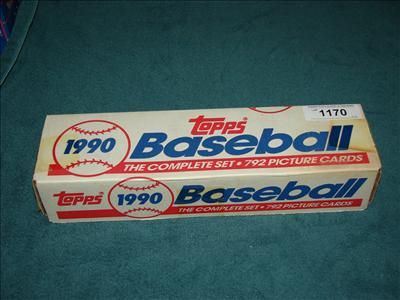 1170
Topps
1990 Baseball
THE COMPLETE SET • 792 PICTURE CARDS
Topps 1990 Baseball
THE COMPLETE SET • 792 PICTURE CARDS